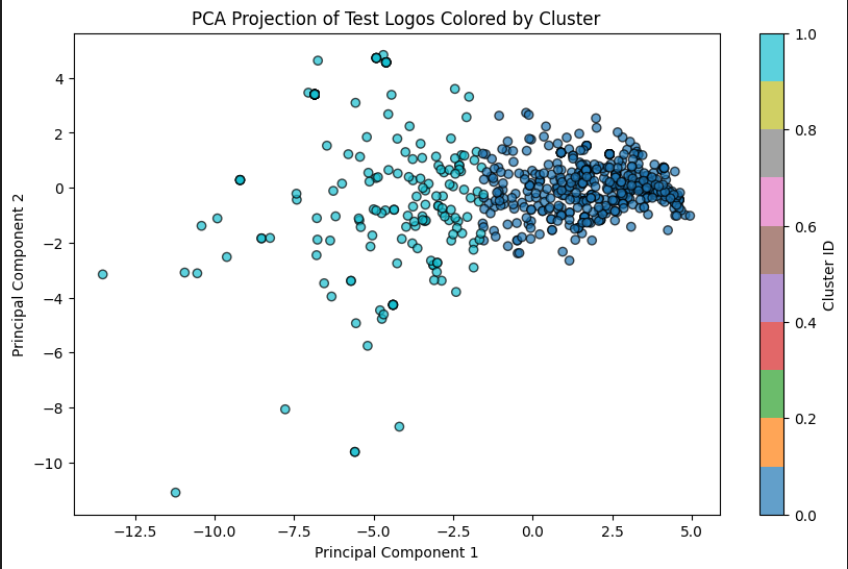 PCA Projection of Test Logos Colored by Cluster
4
2
0
−2
−4
−6
−8
−10
Principal Component 2
−12.5 −10.0 −7.5 −5.0 −2.5 0.0 2.5 5.0
Principal Component 1
1.0
0.8
0.6
0.4
0.2
0.0
Cluster ID